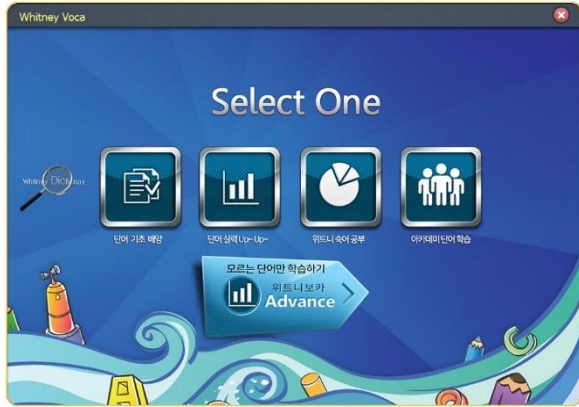 Whitney Voca
Select One
Whitney Dictionay
단어 기초 배양
단어 실력 Up~Up~
위트니 숙어 공부
아카데미 단어 학습
모르는 단어만 학습하기
위트니보카
Advance